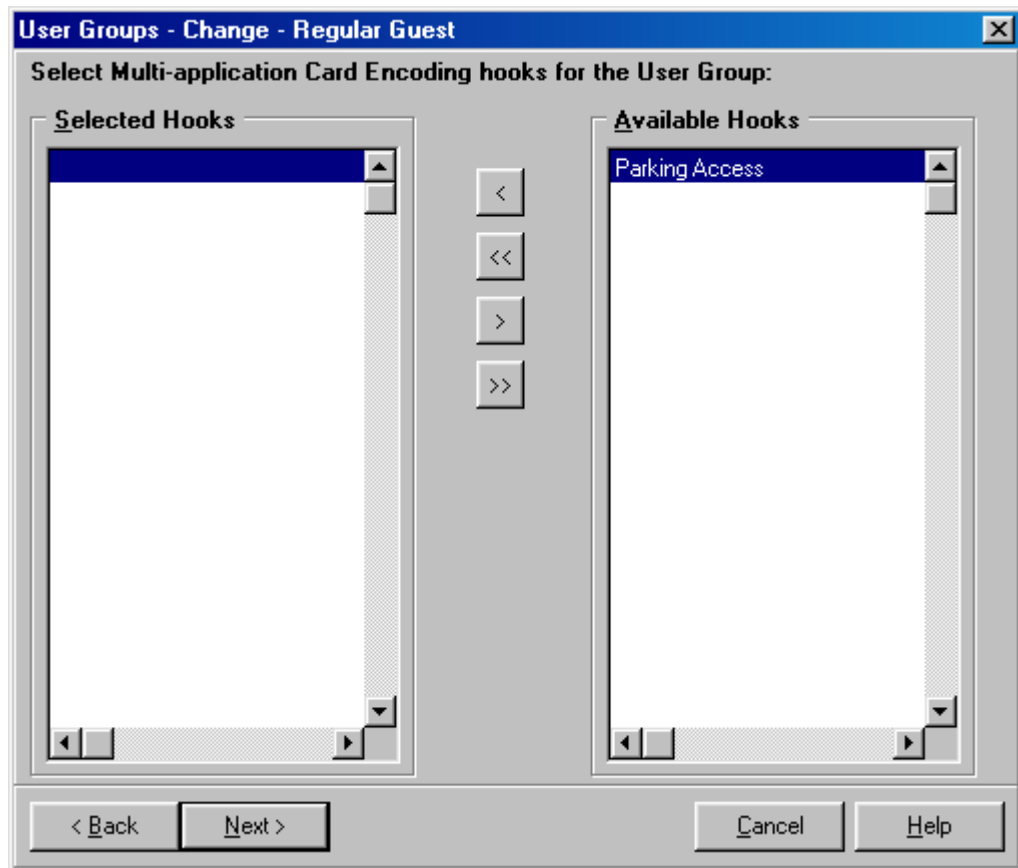 User Groups - Change - Regular Guest
Select Multi-application Card Encoding hooks for the User Group:
Selected Hooks
Available Hooks
Parking Access
<
<<
>
>>
< Back
Next >
Cancel
Help